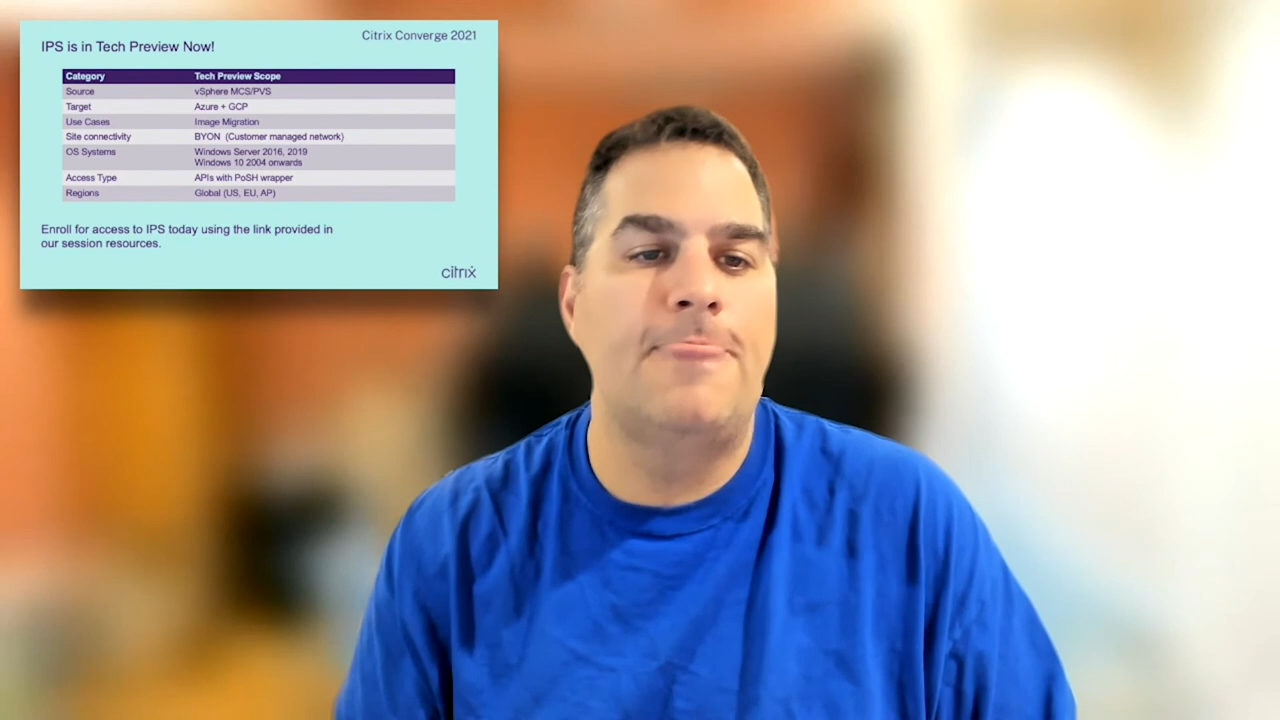 Citrix Converge 2021
IPS is in Tech Preview Now!
Category Tech Preview Scope
Source vSphere MCS/PVS
Target Azure + GCP
Use Cases Image Migration
Site connectivity BYON (Customer managed network)
OS Systems Windows Server 2016, 2019
Windows 10 2004 onwards
Access Type APIs with PoSH wrapper
Regions Global (US, EU, AP)
Enroll for access to IPS today using the link provided in
our session resources.
citrix